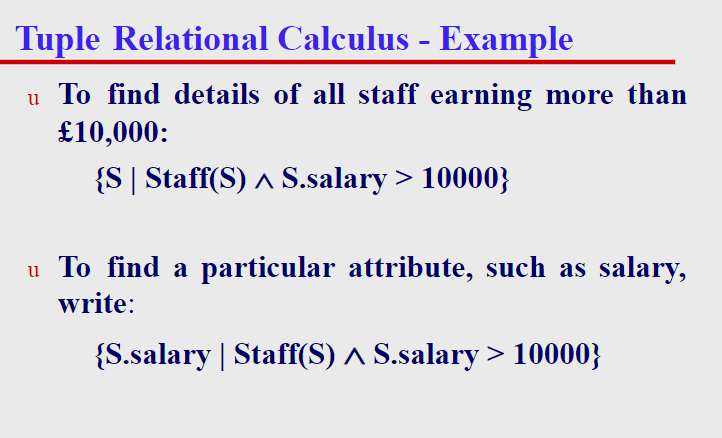 Tuple Relational Calculus - Example
u To find details of all staff earning more than
£10,000:
{S | Staff(S) ∧ S.salary > 10000}
u To find a particular attribute, such as salary,
write:
{S.salary | Staff(S) ∧ S.salary > 10000}